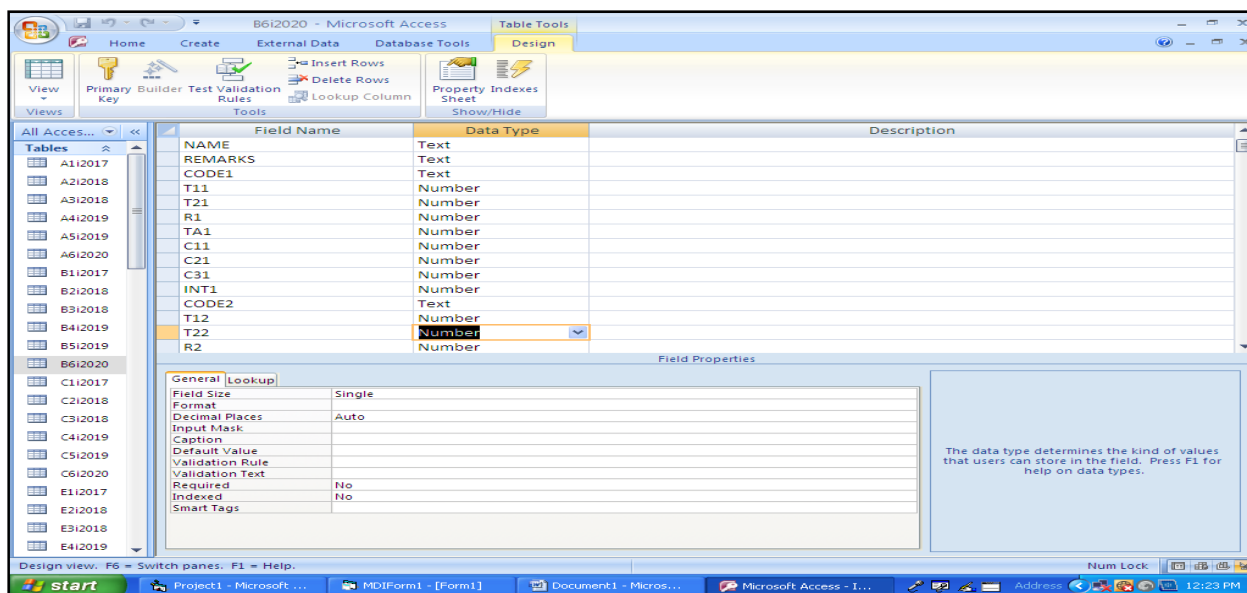 B6i2020 - Microsoft Access Table Tools
Home Create External Data Database Tools Design
View
Views
Primary Key
Builder
Test Validation Rules
Insert Rows
Delete Rows
Lookup Column
Tools
Property Sheet
Indexes
Show/Hide
All Acces...
Tables
A1i2017
A2i2018
A3i2018
A4i2019
A5i2019
A6i2020
B1i2017
B2i2018
B3i2018
B4i2019
B5i2019
B6i2020
C1i2017
C2i2018
C3i2018
C4i2019
C5i2019
C6i2020
E1i2017
E2i2018
E3i2018
E4i2019
Field Name Data Type Description
NAME Text
REMARKS Text
CODE1 Text
T11 Number
T21 Number
R1 Number
TA1 Number
C11 Number
C21 Number
C31 Number
INT1 Number
CODE2 Text
T12 Number
T22 Number
R2 Number
Field Properties
General Lookup
Field Size Single
Format
Decimal Places Auto
Input Mask
Caption
Default Value
Validation Rule
Validation Text
Required No
Indexed No
Smart Tags
The data type determines the kind of values
that users can store in the field. Press F1 for
help on data types.
Design view. F6 = Switch panes. F1 = Help. Num Lock
start Project1 - Microsoft ... MDIForm1 - [Form1] Document1 - Micros... Microsoft Access - I... Address 12:23 PM